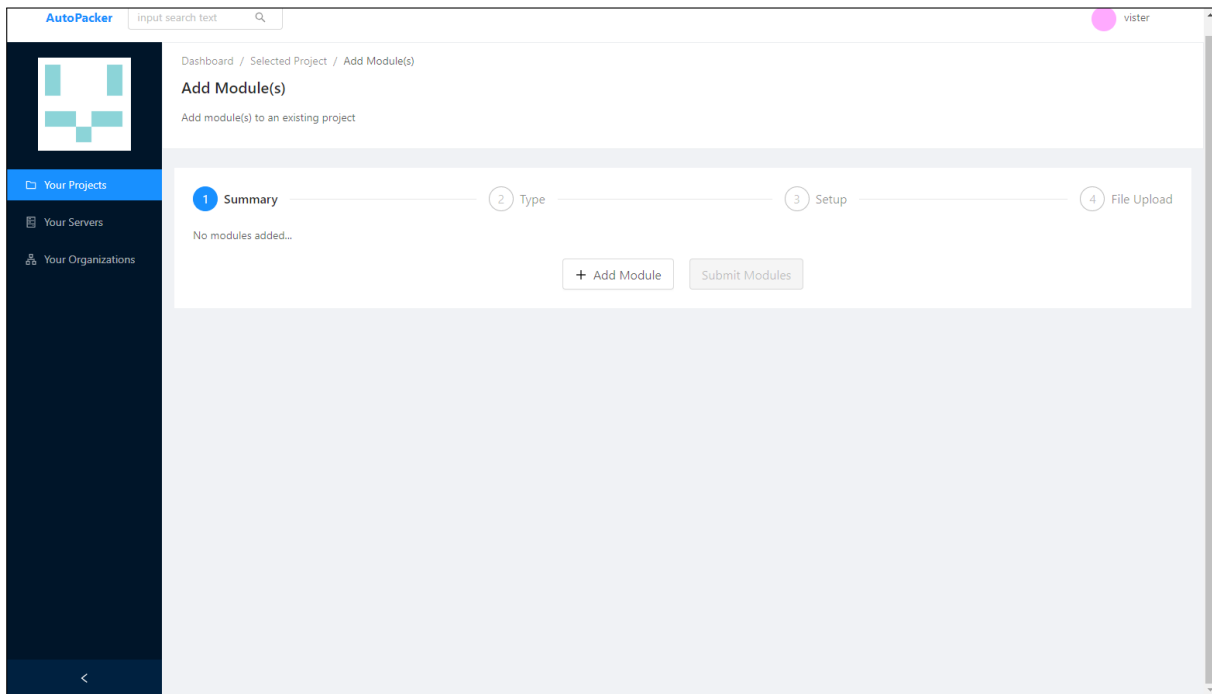 AutoPacker
input search text
vister
Dashboard / Selected Project / Add Module(s)
Add Module(s)
Add module(s) to an existing project
Your Projects
Your Servers
Your Organizations
1 Summary
2 Type
3 Setup
4 File Upload
No modules added...
+ Add Module
Submit Modules